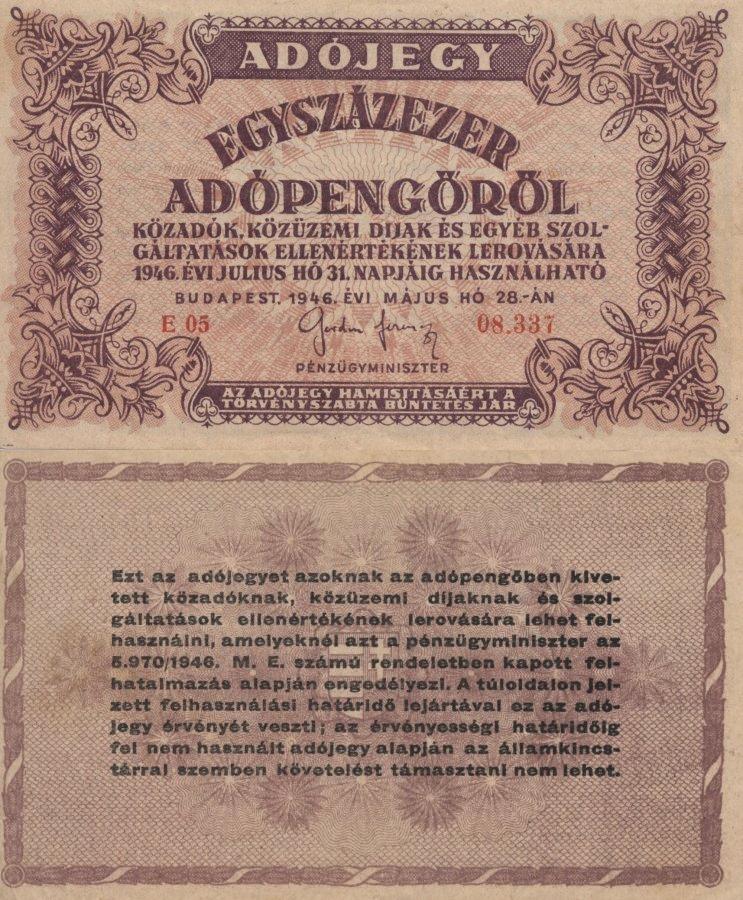 ADÓJEGY
EGYSZÁZEZER
ADÓPENGŐRŐL
KÖZADÓK, KÖZÜZEMI DIJAK ÉS EGYÉB SZOL-
GÁLTATÁSOK ELLENÉRTÉKÉNEK LEROVÁSÁRA
1946. ÉVI JULIUS HÓ 31. NAPJÁIG HASZNÁLHATÓ
BUDAPEST, 1946. ÉVI MÁJUS HÓ 28.-ÁN
E 05 08.337
PÉNZÜGYMINISZTER
AZ ADÓJEGY HAMISITÁSÁÉRT A
TÖRVÉNYSZABTA BÜNTETÉS JÁR
Ezt az adójegyet azoknak az adópengőben kive-
tett közadóknak, közüzemi díjaknak és szol-
gáltatások ellenértékének lerovására lehet fel-
használni, amelyeknél azt a pénzügyminiszter az
5.970/1946. M. E. számú rendeletben kapott fel-
hatalmazás alapján engedélyezi. A túloldalon jel-
zett felhasználási határidő lejártával ez az adó-
jegy érvényét veszti; az érvényességi határidőig
fel nem használt adójegy alapján az államkincs-
tárral szemben követelést támasztani nem lehet.